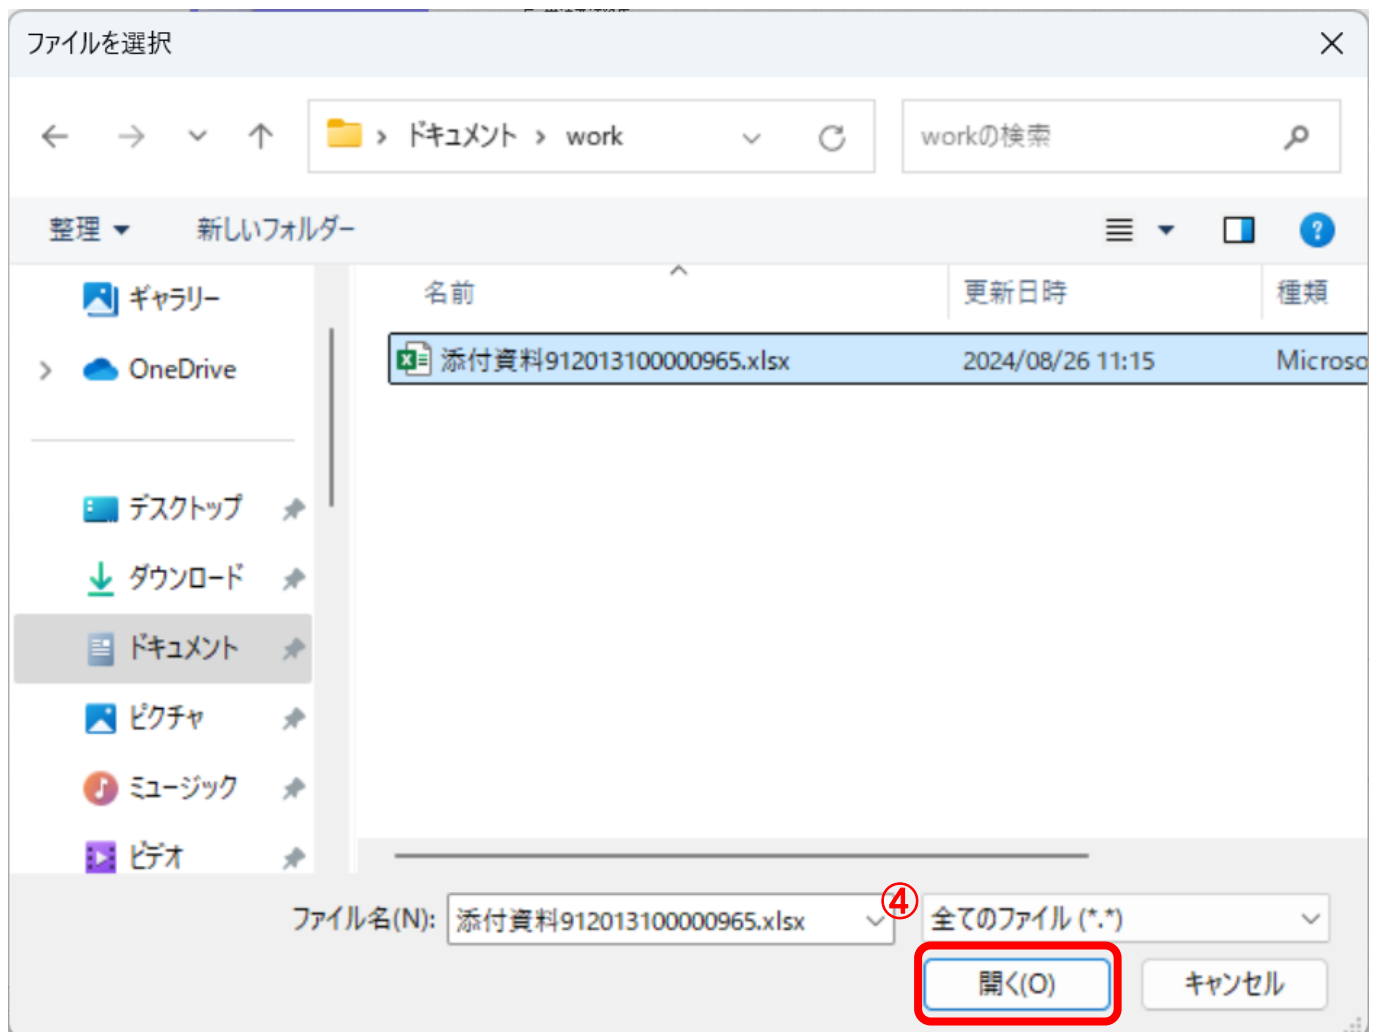 ファイルを選択
ドキュメント > work
workの検索
整理
新しいフォルダー
名前 更新日時 種類
添付資料912013100000965.xlsx 2024/08/26 11:15 Microso
ギャラリー
OneDrive
デスクトップ
ダウンロード
ドキュメント
ピクチャ
ミュージック
ビデオ
ファイル名(N): 添付資料912013100000965.xlsx
④
全てのファイル (*.*)
開く(O) キャンセル